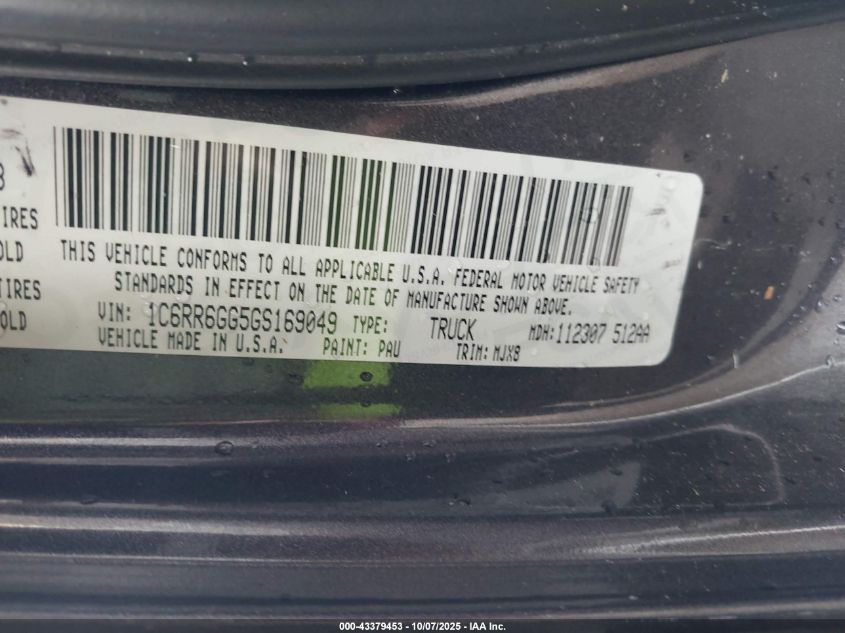 3
IRES
OLD
TIRES
OLD
THIS VEHICLE CONFORMS TO ALL APPLICABLE U.S.A. FEDERAL MOTOR VEHICLE SAFETY
STANDARDS IN EFFECT ON THE DATE OF MANUFACTURE SHOWN ABOVE.
VIN: 1C6RR6GG5GS169049 TYPE: TRUCK MDH:112307 512AA
VEHICLE MADE IN U.S.A. PAINT: PAU TRIM: MJX8
000-43379453 - 10/07/2025 - IAA Inc.